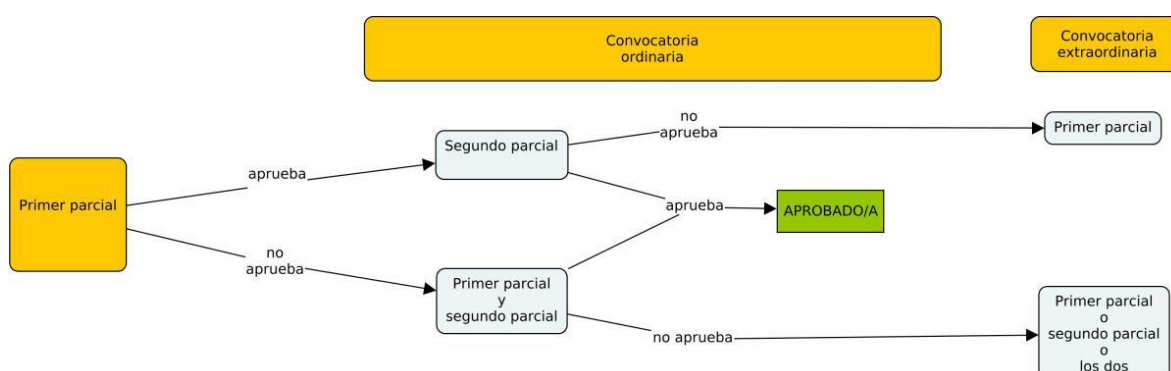 Convocatoria
ordinaria
Convocatoria
extraordinaria
Primer parcial
aprueba
Segundo parcial
no
aprueba
Primer parcial
aprueba
APROBADO/A
no
aprueba
Primer parcial
y
segundo parcial
no aprueba
Primer parcial
o
segundo parcial
o
los dos